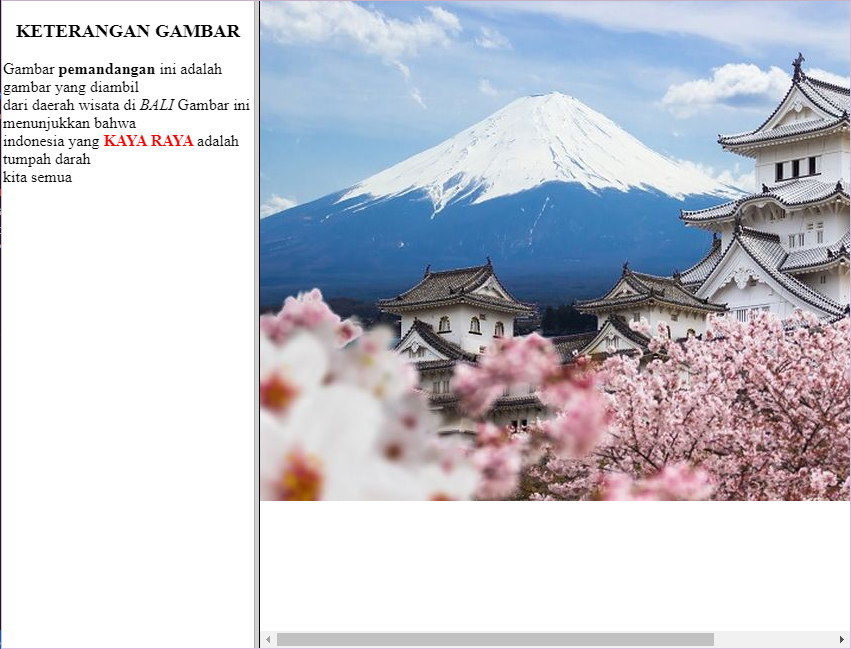 KETERANGAN GAMBAR
Gambar pemandangan ini adalah
gambar yang diambil
dari daerah wisata di BALI Gambar ini
menunjukkan bahwa
indonesia yang KAYA RAYA adalah
tumpah darah
kita semua